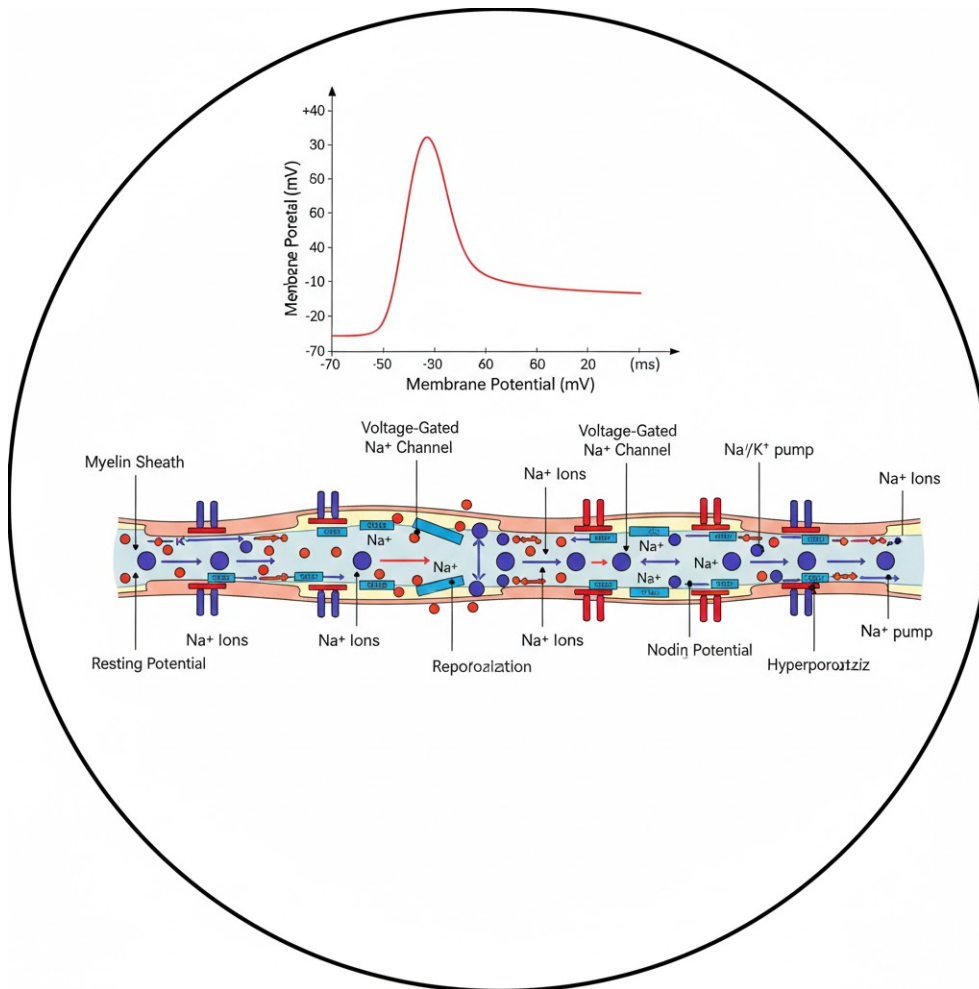 +40
30
60
60
40
-10
-20
-70
Membane Poretal (mV)
-70 -50 -30 60 60 20 (ms)
Membrane Potential (mV)
Voltage-Gated
Na+ Channel
Voltage-Gated
Na+ Channel
Myelin Sheath
Na+ Ions
Na/K+ pump
Na+ Ions
K
Na+
Na+
Na+
Na+
Na+
Resting Potential
Na+ Ions
Na+ Ions
Reporoalzation
Na+ Ions
Nodin Potential
Hyperporotziz
Na+ pump